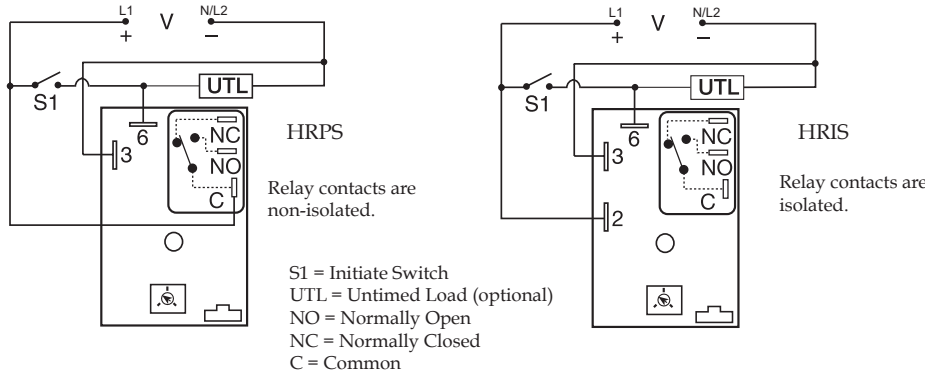 L1 V N/L2
+ −
S1 UTL
6
NC
3 NO
C
HRPS
Relay contacts are
non-isolated.
L1 V N/L2
+ −
S1 UTL
6
NC
3 NO
C
2
HRIS
Relay contacts are
isolated.
S1 = Initiate Switch
UTL = Untimed Load (optional)
NO = Normally Open
NC = Normally Closed
C = Common